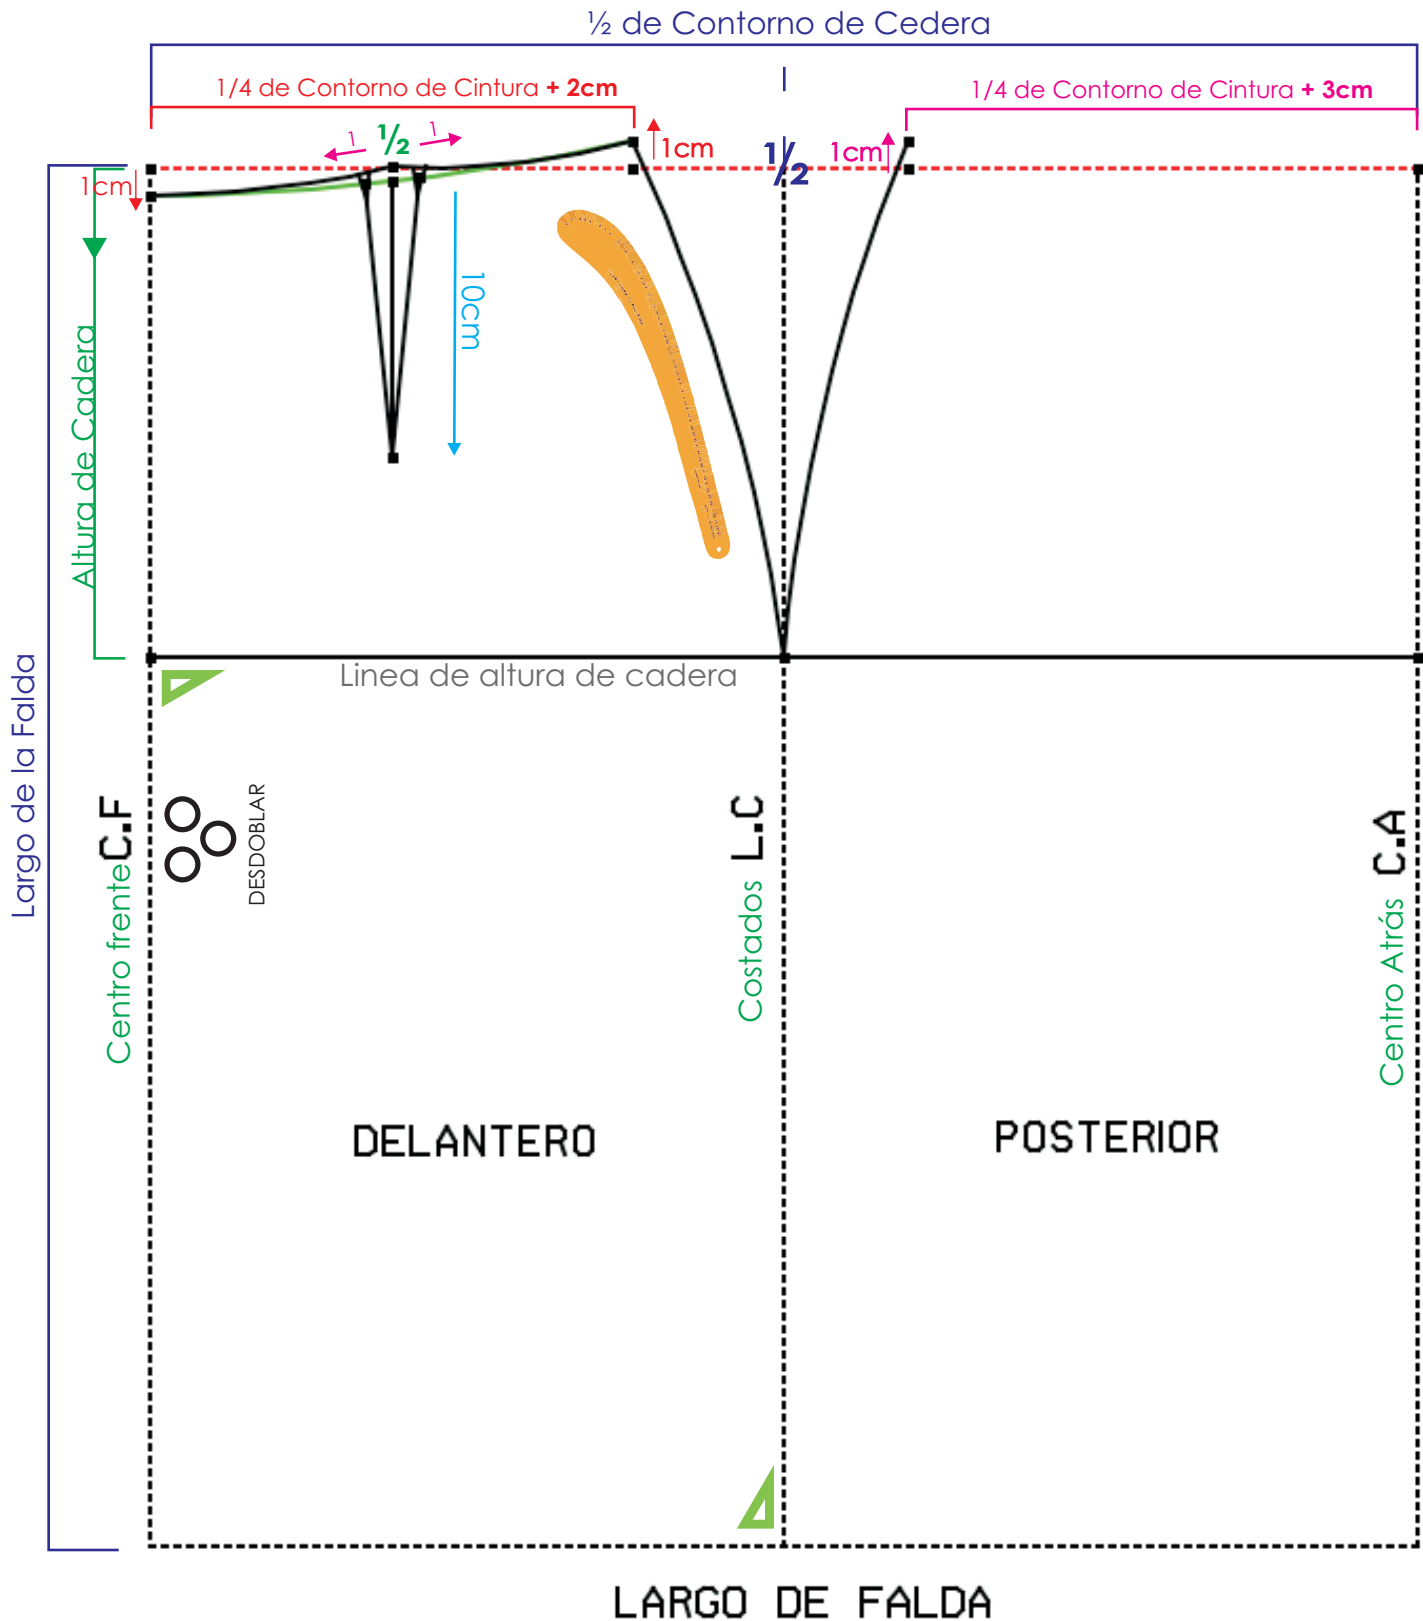 ½ de Contorno de Cedera
1/4 de Contorno de Cintura + 2cm
1/4 de Contorno de Cintura + 3cm
1 ½ 1
1cm
1/2
1cm
1cm
10cm
Altura de Cadera
Linea de altura de cadera
Largo de la Falda
Centro frente C.F
DESDOBLAR
Costados L.C
Centro Atrás C.A
DELANTERO
POSTERIOR
LARGO DE FALDA